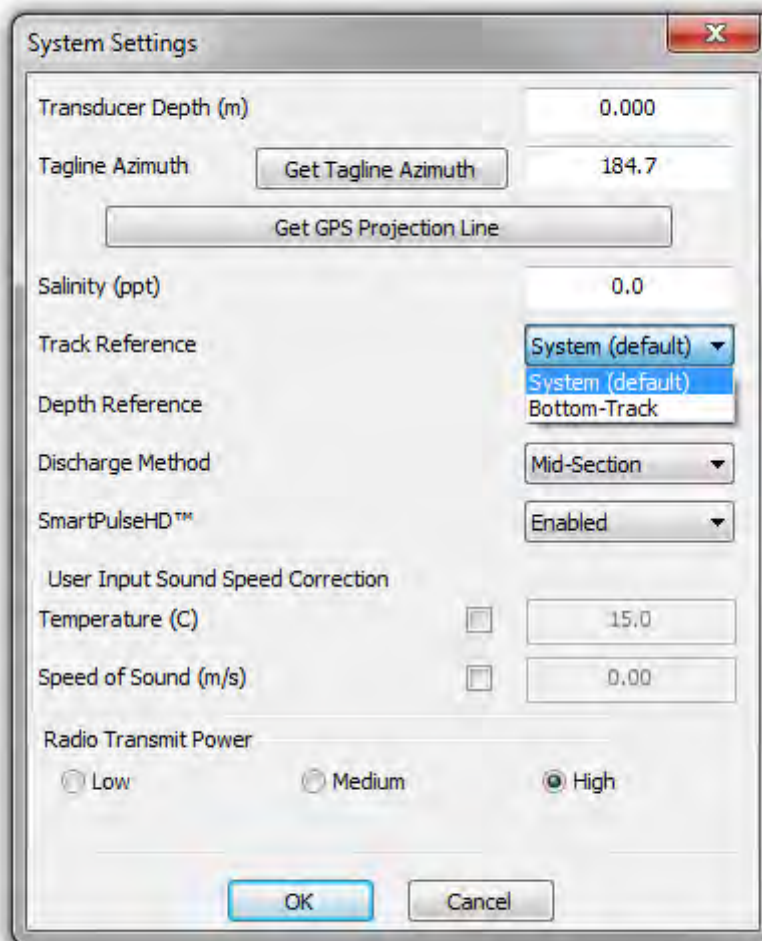 System Settings
Transducer Depth (m) 0.000
Tagline Azimuth Get Tagline Azimuth 184.7
Get GPS Projection Line
Salinity (ppt) 0.0
Track Reference System (default)
System (default)
Depth Reference Bottom-Track
Discharge Method Mid-Section
SmartPulseHD™ Enabled
User Input Sound Speed Correction
Temperature (C) 15.0
Speed of Sound (m/s) 0.00
Radio Transmit Power
Low Medium High
OK Cancel